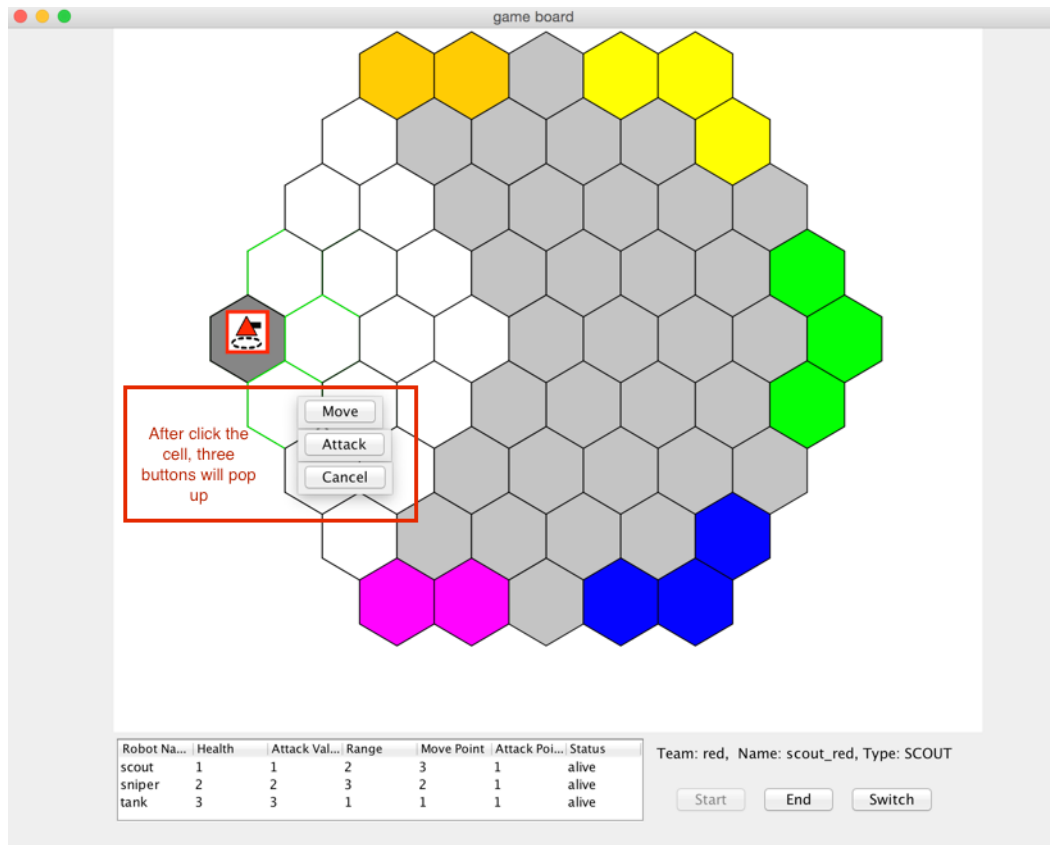 game board
Move
After click the
cell, three
buttons will pop
up
Attack
Cancel
Robot Na... Health Attack Val... Range Move Point Attack Poi... Status
scout 1 1 2 3 1 alive
sniper 2 2 3 2 1 alive
tank 3 3 1 1 1 alive
Team: red, Name: scout_red, Type: SCOUT
Start End Switch